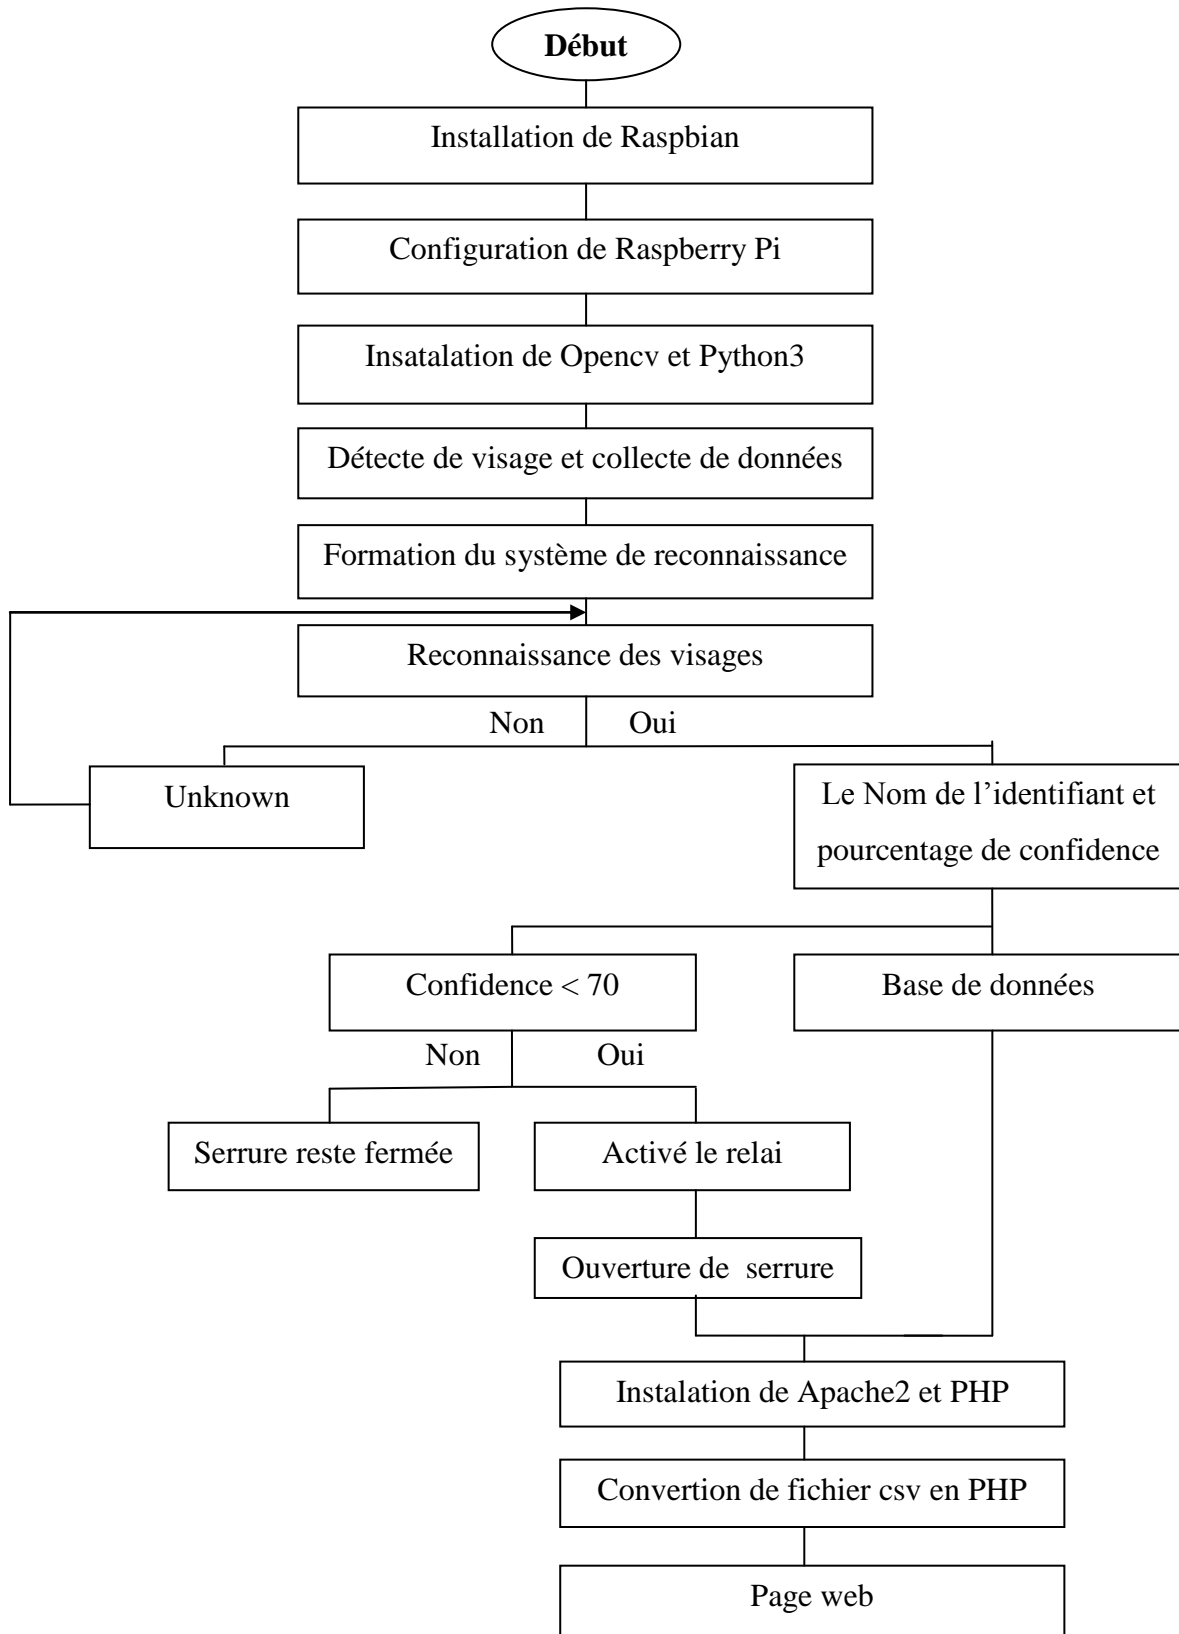 Début
Installation de Raspbian
Configuration de Raspberry Pi
Insatalation de Opencv et Python3
Détecte de visage et collecte de données
Formation du système de reconnaissance
Reconnaissance des visages
Non Oui
Unknown
Le Nom de l’identifiant et
pourcentage de confidence
Confidence < 70
Base de données
Non Oui
Serrure reste fermée
Activé le relai
Ouverture de serrure
Instalation de Apache2 et PHP
Convertion de fichier csv en PHP
Page web